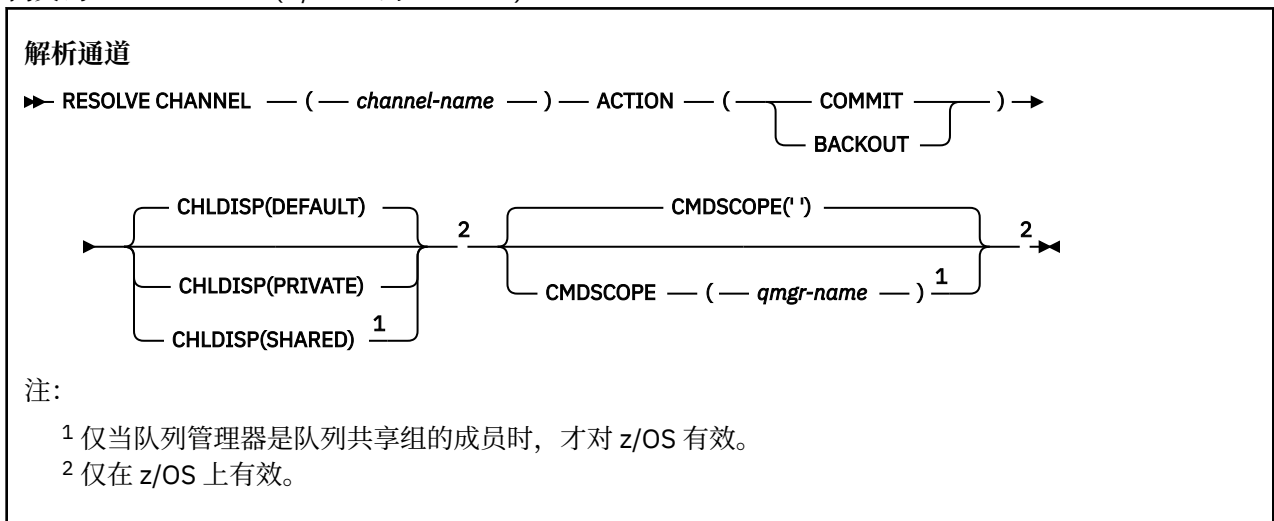 解析通道
RESOLVE CHANNEL ( channel-name ) ACTION ( COMMIT )
BACKOUT
CHLDISP(DEFAULT) CMDSCOPE(' ')
2 2
CHLDISP(PRIVATE) CMDSCOPE ( qmgr-name ) 1
CHLDISP(SHARED) 1
注：
1 仅当队列管理器是队列共享组的成员时，才对 z/OS 有效。
2 仅在 z/OS 上有效。